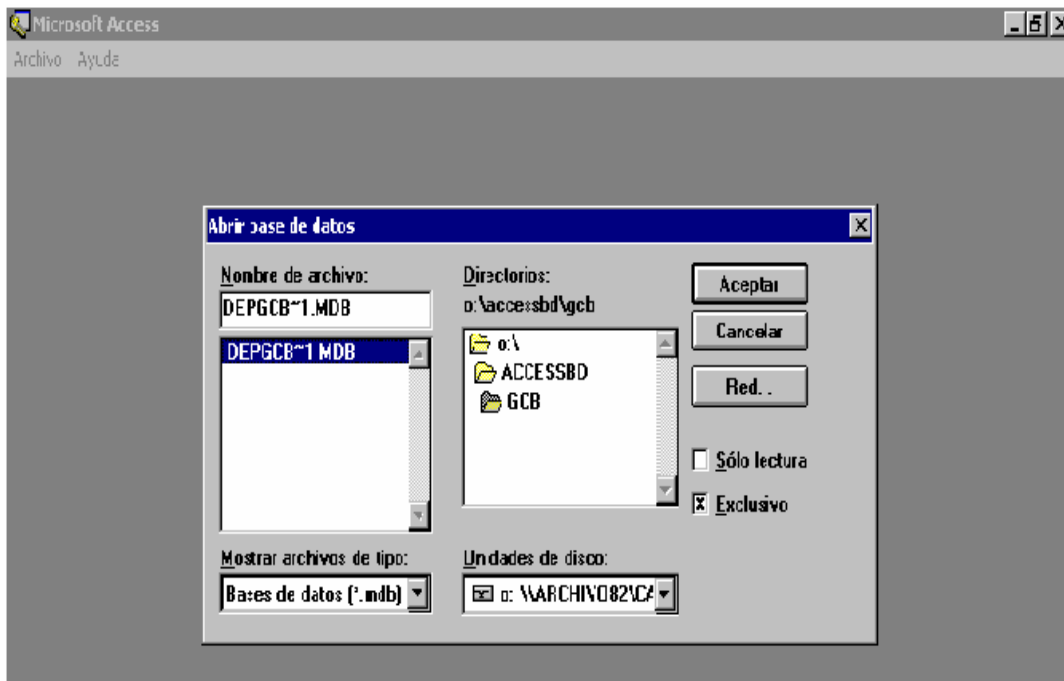 Microsoft Access
Archivo Ayuda
Abrir base de datos
Nombre de archivo:
DEPGCB~1.MDB
DEPGCB~1.MDB
Mostrar archivos de tipo:
Bases de datos (*.mdb)
Directorios:
o:\accessbd\gcb
o:\
ACCESSBD
GCB
Unidades de disco:
o: \\ARCHIVO82\CA
Aceptar
Cancelar
Red...
Sólo lectura
Exclusivo